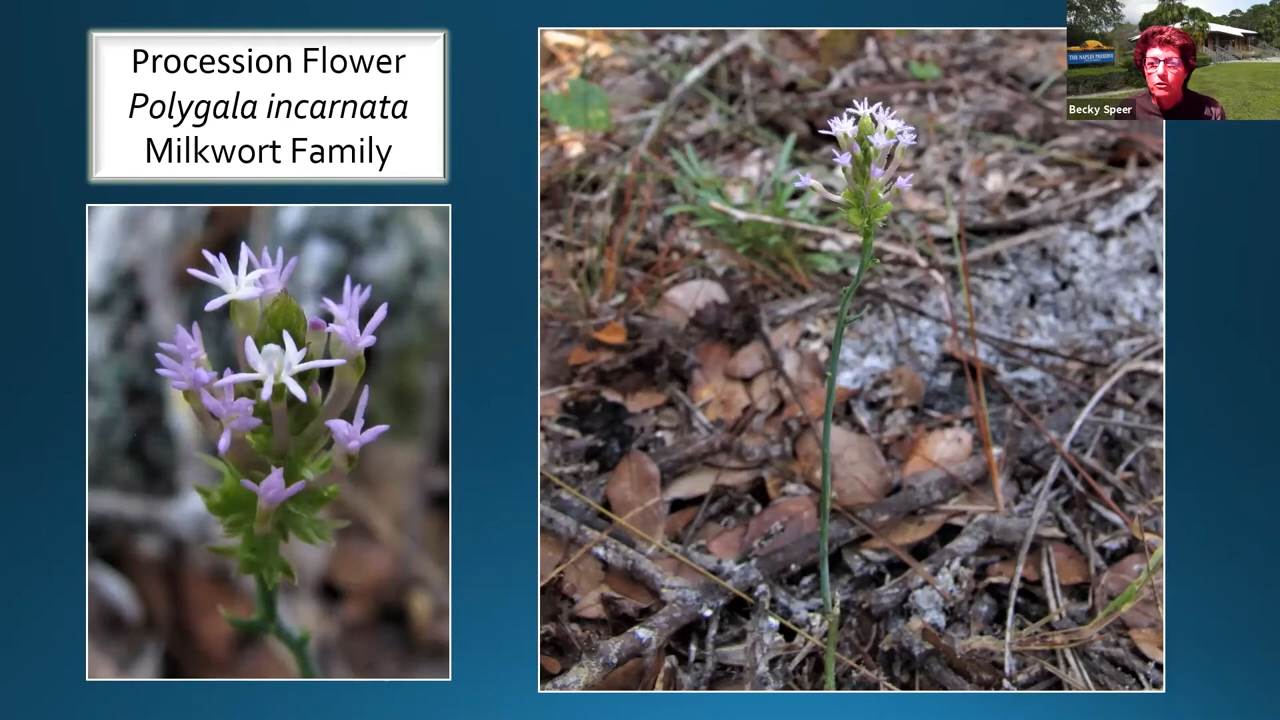 Procession Flower
Polygala incarnata
Milkwort Family
THE NAPLES PRESERVE
Becky Speer